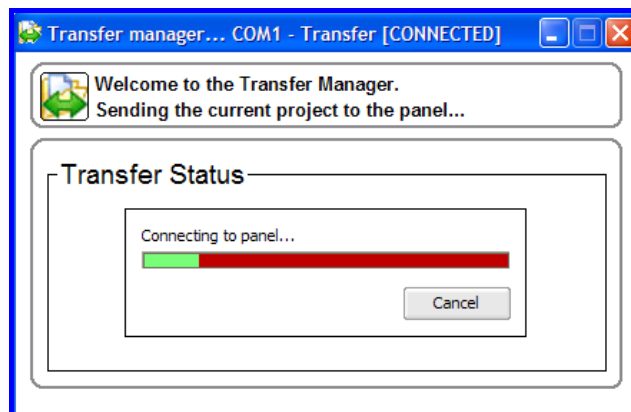 Transfer manager... COM1 - Transfer [CONNECTED]
Welcome to the Transfer Manager.
Sending the current project to the panel...
Transfer Status
Connecting to panel...
Cancel